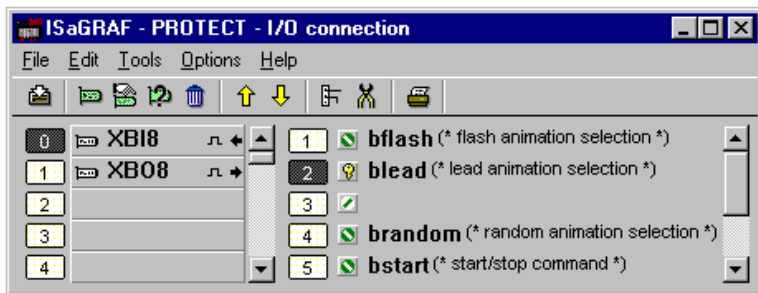 ISaGRAF - PROTECT - I/O connection
File Edit Tools Options Help
0 XBI8 1 bflash (* flash animation selection *)
1 XBO8 2 blead (* lead animation selection *)
2 3
3 4 brandom (* random animation selection *)
4 5 bstart (* start/stop command *)